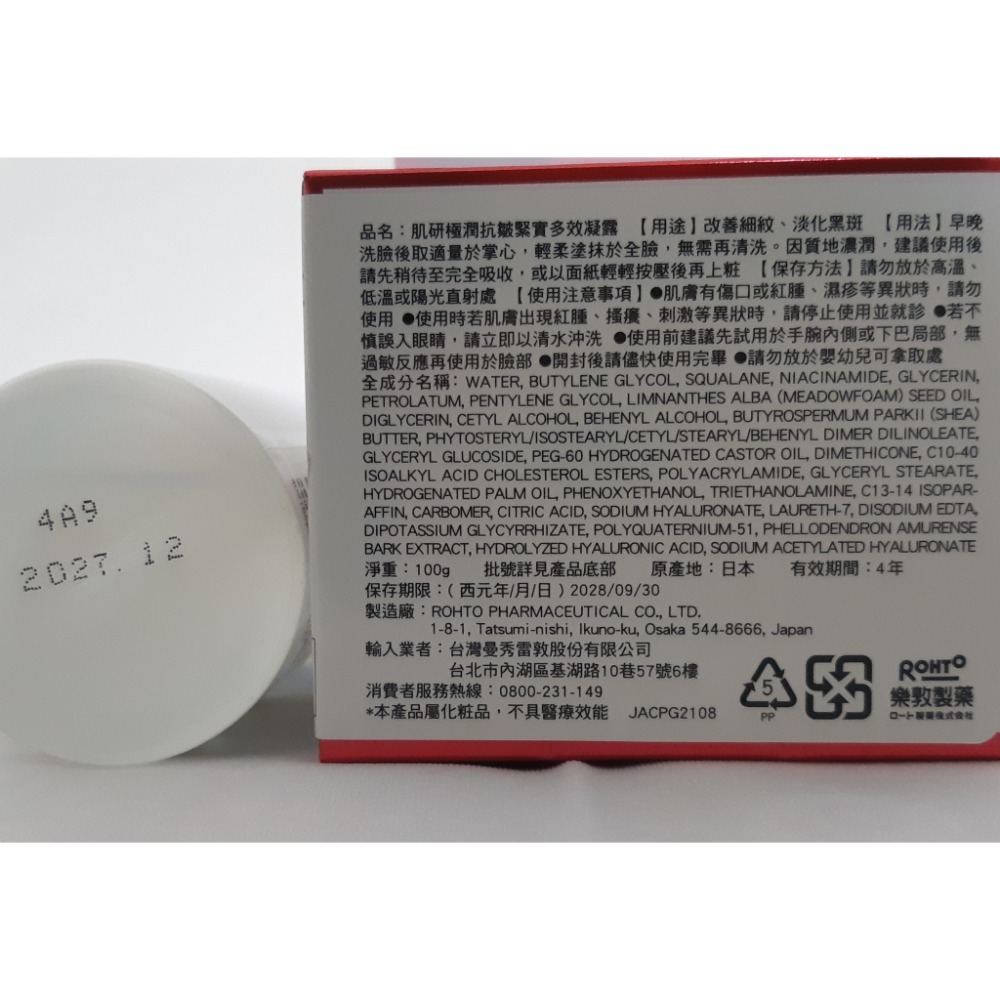 4A9
2027. 12
品名：肌研極潤抗皺緊實多效凝露 【用途】改善細紋、淡化黑斑 【用法】早晚
洗臉後取適量於掌心，輕柔塗抹於全臉，無需再清洗。因質地濃潤，建議使用後
請先稍待至完全吸收，或以面紙輕輕按壓後再上粧 【保存方法】請勿放於高溫、
低溫或陽光直射處 【使用注意事項】●肌膚有傷口或紅腫、濕疹等異狀時，請勿
使用 ●使用時若肌膚出現紅腫、搔癢、刺激等異狀時，請停止使用並就診 ●若不
慎誤入眼睛，請立即以清水沖洗 ●使用前建議先試用於手腕內側或下巴局部，無
過敏反應再使用於臉部 ●開封後請儘快使用完畢 ●請勿放於嬰幼兒可拿取處
全成分名稱：WATER, BUTYLENE GLYCOL, SQUALANE, NIACINAMIDE, GLYCERIN,
PETROLATUM, PENTYLENE GLYCOL, LIMNANTHES ALBA (MEADOWFOAM) SEED OIL,
DIGLYCERIN, CETYL ALCOHOL, BEHENYL ALCOHOL, BUTYROSPERMUM PARKII (SHEA)
BUTTER, PHYTOSTERYL/ISOSTEARYL/CETYL/STEARYL/BEHENYL DIMER DILINOLEATE,
GLYCERYL GLUCOSIDE, PEG-60 HYDROGENATED CASTOR OIL, DIMETHICONE, C10-40
ISOALKYL ACID CHOLESTEROL ESTERS, POLYACRYLAMIDE, GLYCERYL STEARATE,
HYDROGENATED PALM OIL, PHENOXYETHANOL, TRIETHANOLAMINE, C13-14 ISOPAR-
AFFIN, CARBOMER, CITRIC ACID, SODIUM HYALURONATE, LAURETH-7, DISODIUM EDTA,
DIPOTASSIUM GLYCYRRHIZATE, POLYQUATERNIUM-51, PHELLODENDRON AMURENSE
BARK EXTRACT, HYDROLYZED HYALURONIC ACID, SODIUM ACETYLATED HYALURONATE
淨重：100g 批號詳見產品底部 原產地：日本 有效期間：4年
保存期限：( 西元年/月/日 ) 2028/09/30
製造廠：ROHTO PHARMACEUTICAL CO., LTD.
1-8-1, Tatsumi-nishi, Ikuno-ku, Osaka 544-8666, Japan
輸入業者：台灣曼秀雷敦股份有限公司
台北市內湖區基湖路10巷57號6樓
消費者服務熱線：0800-231-149
*本產品屬化粧品，不具醫療效能 JACPG2108
5
PP
ROHTO
樂敦製藥
ロート製薬株式会社